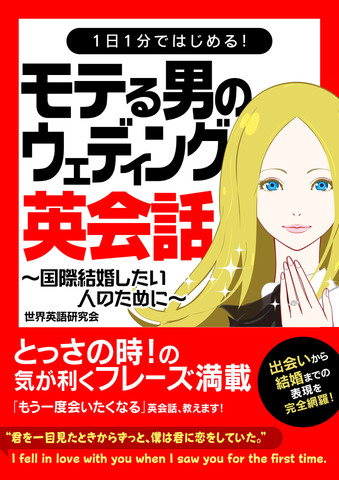 1日1分ではじめる!
モテる男の
ウェディング
英会話
~国際結婚したい
人のために~
世界英語研究会
とっさの時!の
気が利くフレーズ満載
「もう一度会いたくなる」英会話、教えます!
出会いから
結婚までの
表現を
完全網羅!
“君を一目見たときからずっと、僕は君に恋をしていた。”
I fell in love with you when I saw you for the first time.